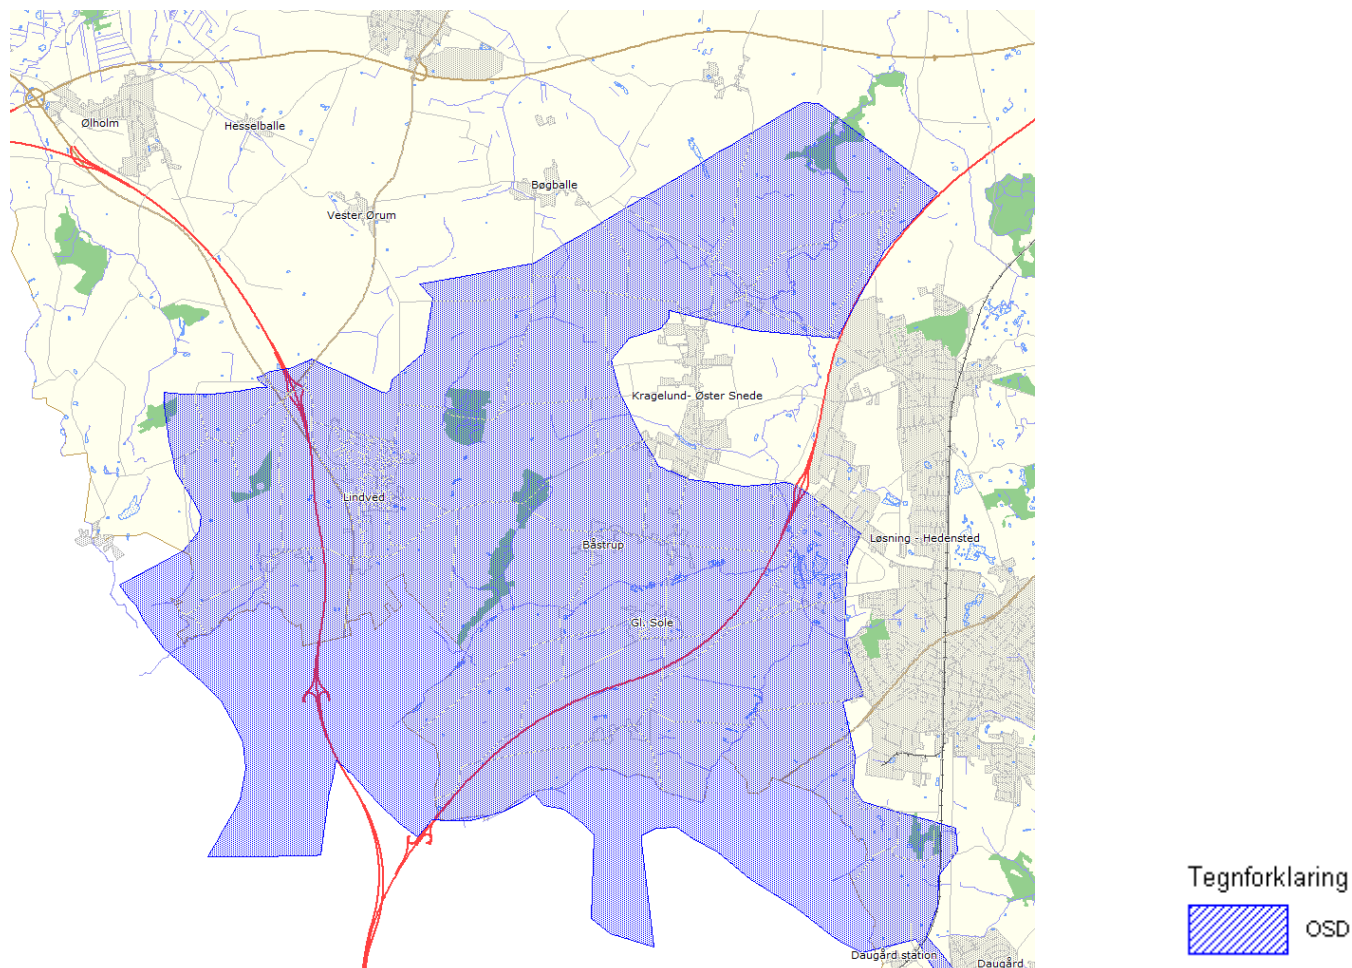 Ølholm
Hesselballe
Bøgballe
Vester Ørum
Kragelund- Øster Snede
Lindved
Båstrup
Løsning - Hedensted
Gl. Sole
Daugård station
Daugård
Tegnforklaring
OSD